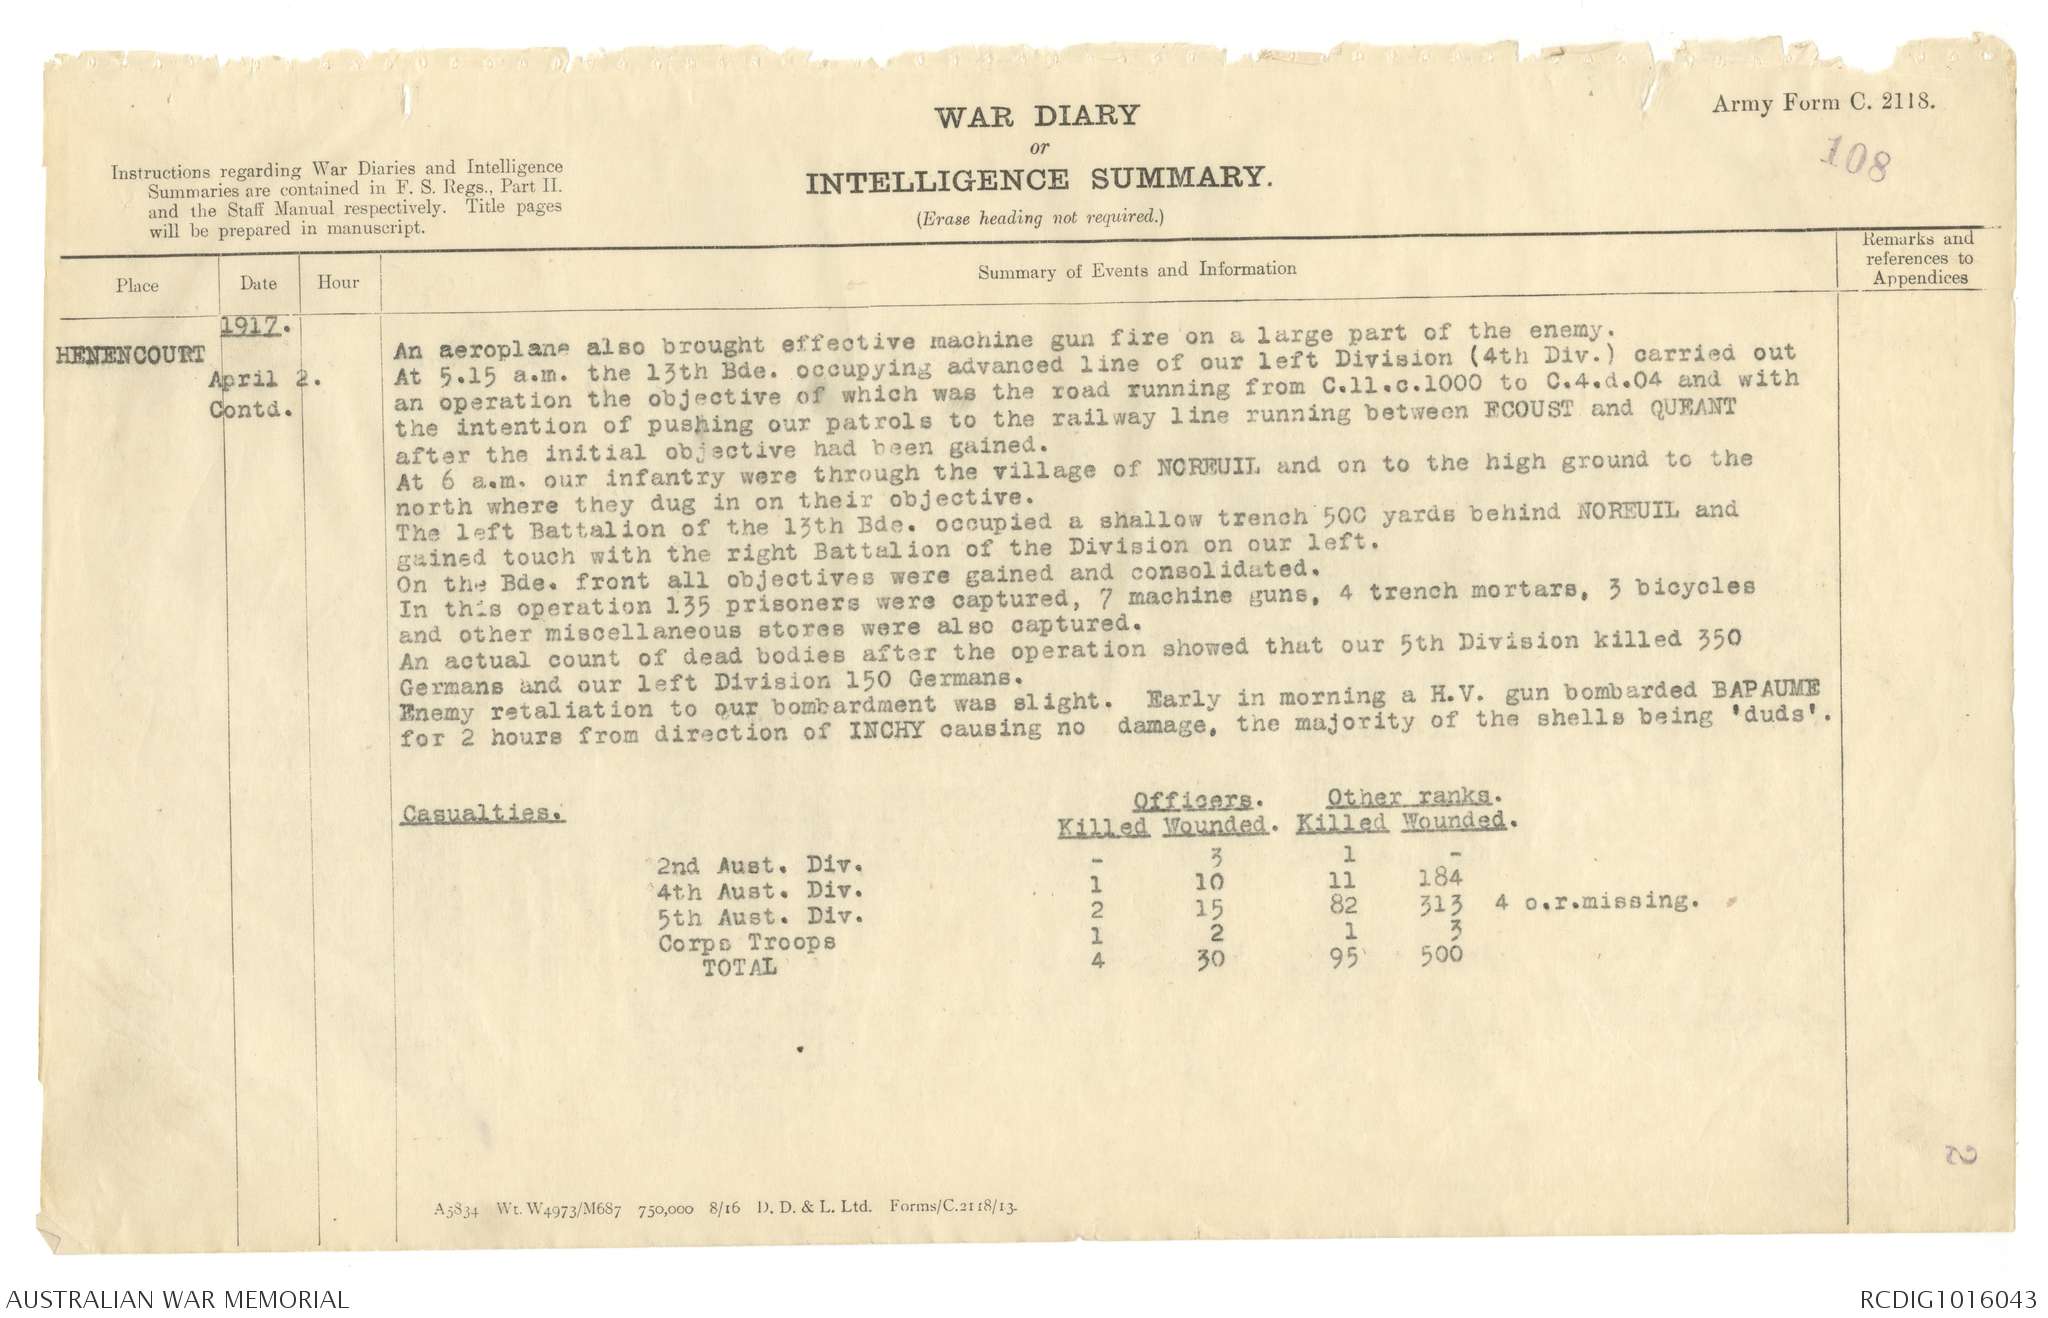 Army Form C. 2118.
WAR DIARY
or
INTELLIGENCE SUMMARY.
(Erase heading not required.)
108
Instructions regarding War Diaries and Intelligence
Summaries are contained in F. S. Regs., Part II.
and the Staff Manual respectively. Title pages
will be prepared in manuscript.
Place Date Hour Summary of Events and Information Remarks and references to Appendices
1917.
HENENCOURT
April 2.
Contd.
An aeroplane also brought effective machine gun fire on a large part of the enemy.
At 5.15 a.m. the 13th Bde. occupying advanced line of our left Division (4th Div.) carried out
an operation the objective of which was the road running from C.11.c.1000 to C.4.d.04 and with
the intention of pushing our patrols to the railway line running between ECOUST and QUEANT
after the initial objective had been gained.
At 6 a.m. our infantry were through the village of NOREUIL and on to the high ground to the
north where they dug in on their objective.
The left Battalion of the 13th Bde. occupied a shallow trench 500 yards behind NOREUIL and
gained touch with the right Battalion of the Division on our left.
On the Bde. front all objectives were gained and consolidated.
In this operation 135 prisoners were captured, 7 machine guns, 4 trench mortars, 3 bicycles
and other miscellaneous stores were also captured.
An actual count of dead bodies after the operation showed that our 5th Division killed 350
Germans and our left Division 150 Germans.
Enemy retaliation to our bombardment was slight. Early in morning a H.V. gun bombarded BAPAUME
for 2 hours from direction of INCHY causing no damage, the majority of the shells being 'duds'.
Casualties. Officers. Other ranks.
Killed Wounded. Killed Wounded.
2nd Aust. Div. - 3 1 -
4th Aust. Div. 1 10 11 184
5th Aust. Div. 2 15 82 313 4 o.r.missing.
Corps Troops 1 2 1 3
TOTAL 4 30 95 500
A5834 Wt. W4973/M687 750,000 8/16 D. D. & L. Ltd. Forms/C.2118/13.
AUSTRALIAN WAR MEMORIAL
RCDIG1016043